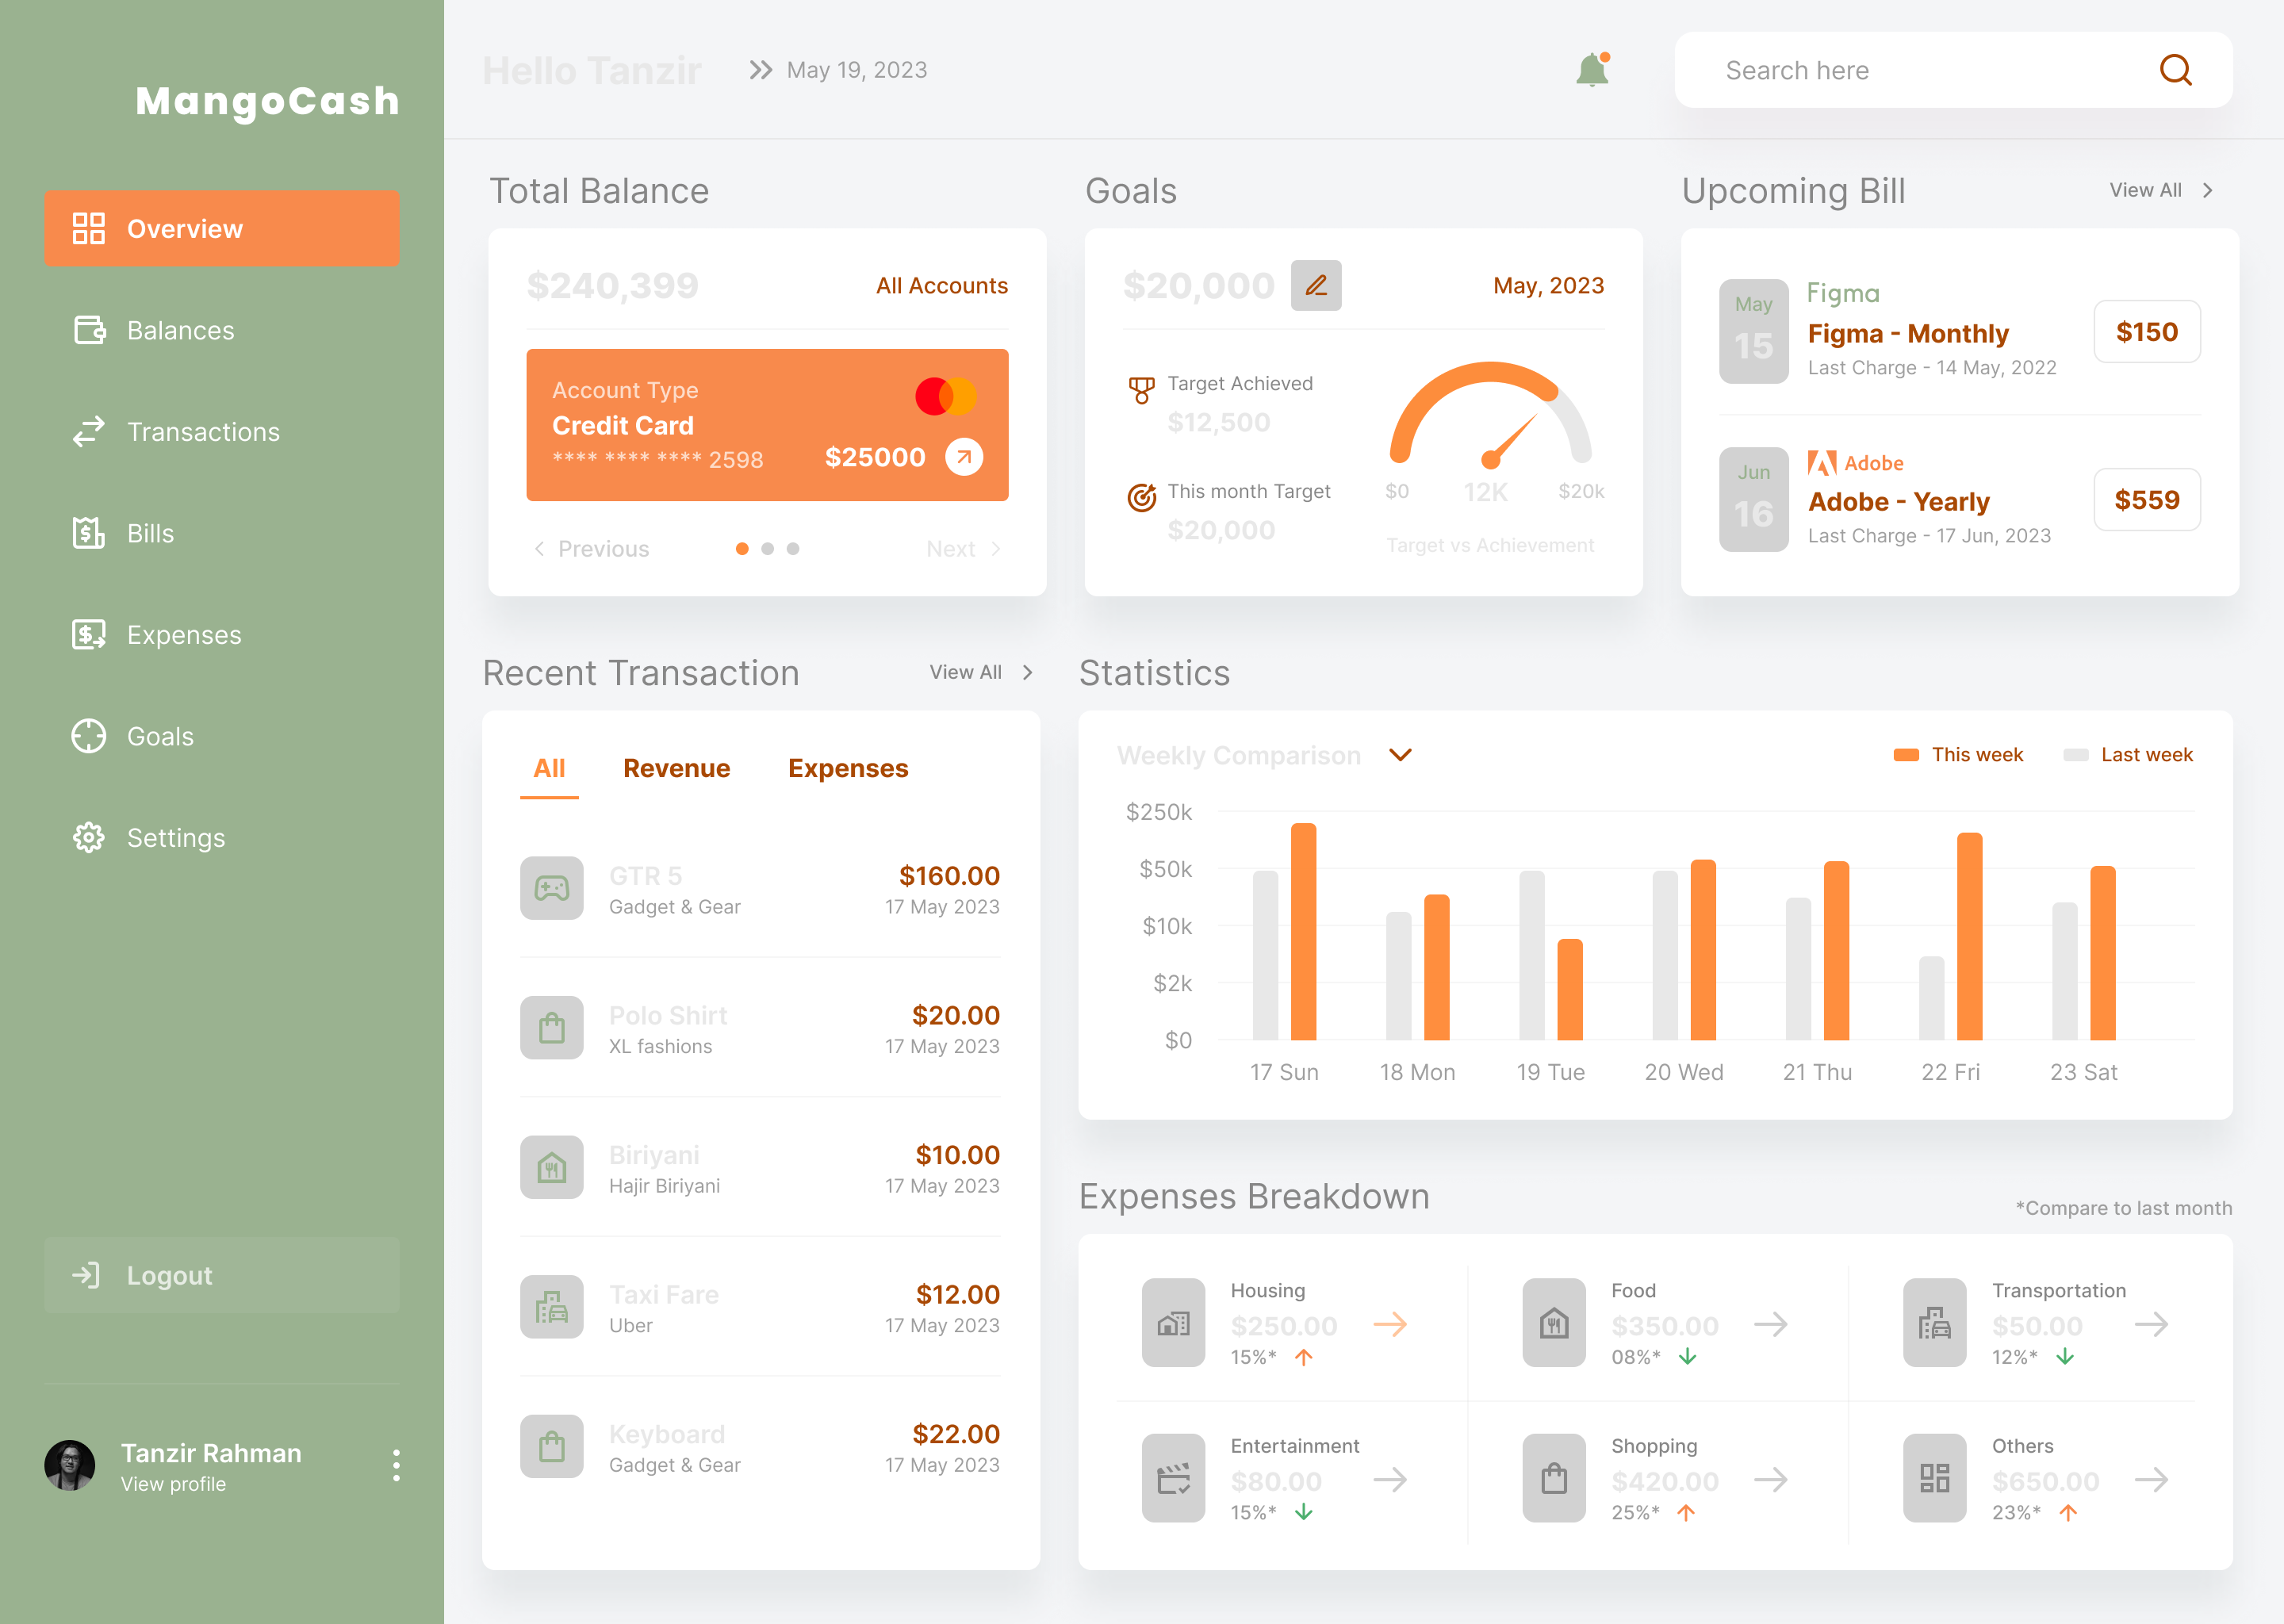 MangoCash
Overview
Balances
Transactions
Bills
Expenses
Goals
Settings
Logout
Tanzir Rahman
View profile
Hello Tanzir
May 19, 2023
Search here
Total Balance
$240,399
All Accounts
Account Type
Credit Card
**** **** **** 2598
$25000
Previous
Next
Goals
$20,000
May, 2023
Target Achieved
$12,500
This month Target
$20,000
$0
12K
$20k
Target vs Achievement
Upcoming Bill
View All
May
15
Figma
Figma - Monthly
Last Charge - 14 May, 2022
$150
Jun
16
Adobe
Adobe - Yearly
Last Charge - 17 Jun, 2023
$559
Recent Transaction
View All
All
Revenue
Expenses
GTR 5
$160.00
Gadget & Gear
17 May 2023
Polo Shirt
$20.00
XL fashions
17 May 2023
Biriyani
$10.00
Hajir Biriyani
17 May 2023
Taxi Fare
$12.00
Uber
17 May 2023
Keyboard
$22.00
Gadget & Gear
17 May 2023
Statistics
Weekly Comparison
This week
Last week
$250k
$50k
$10k
$2k
$0
17 Sun
18 Mon
19 Tue
20 Wed
21 Thu
22 Fri
23 Sat
Expenses Breakdown
*Compare to last month
Housing
$250.00
15%*
Food
$350.00
08%*
Transportation
$50.00
12%*
Entertainment
$80.00
15%*
Shopping
$420.00
25%*
Others
$650.00
23%*